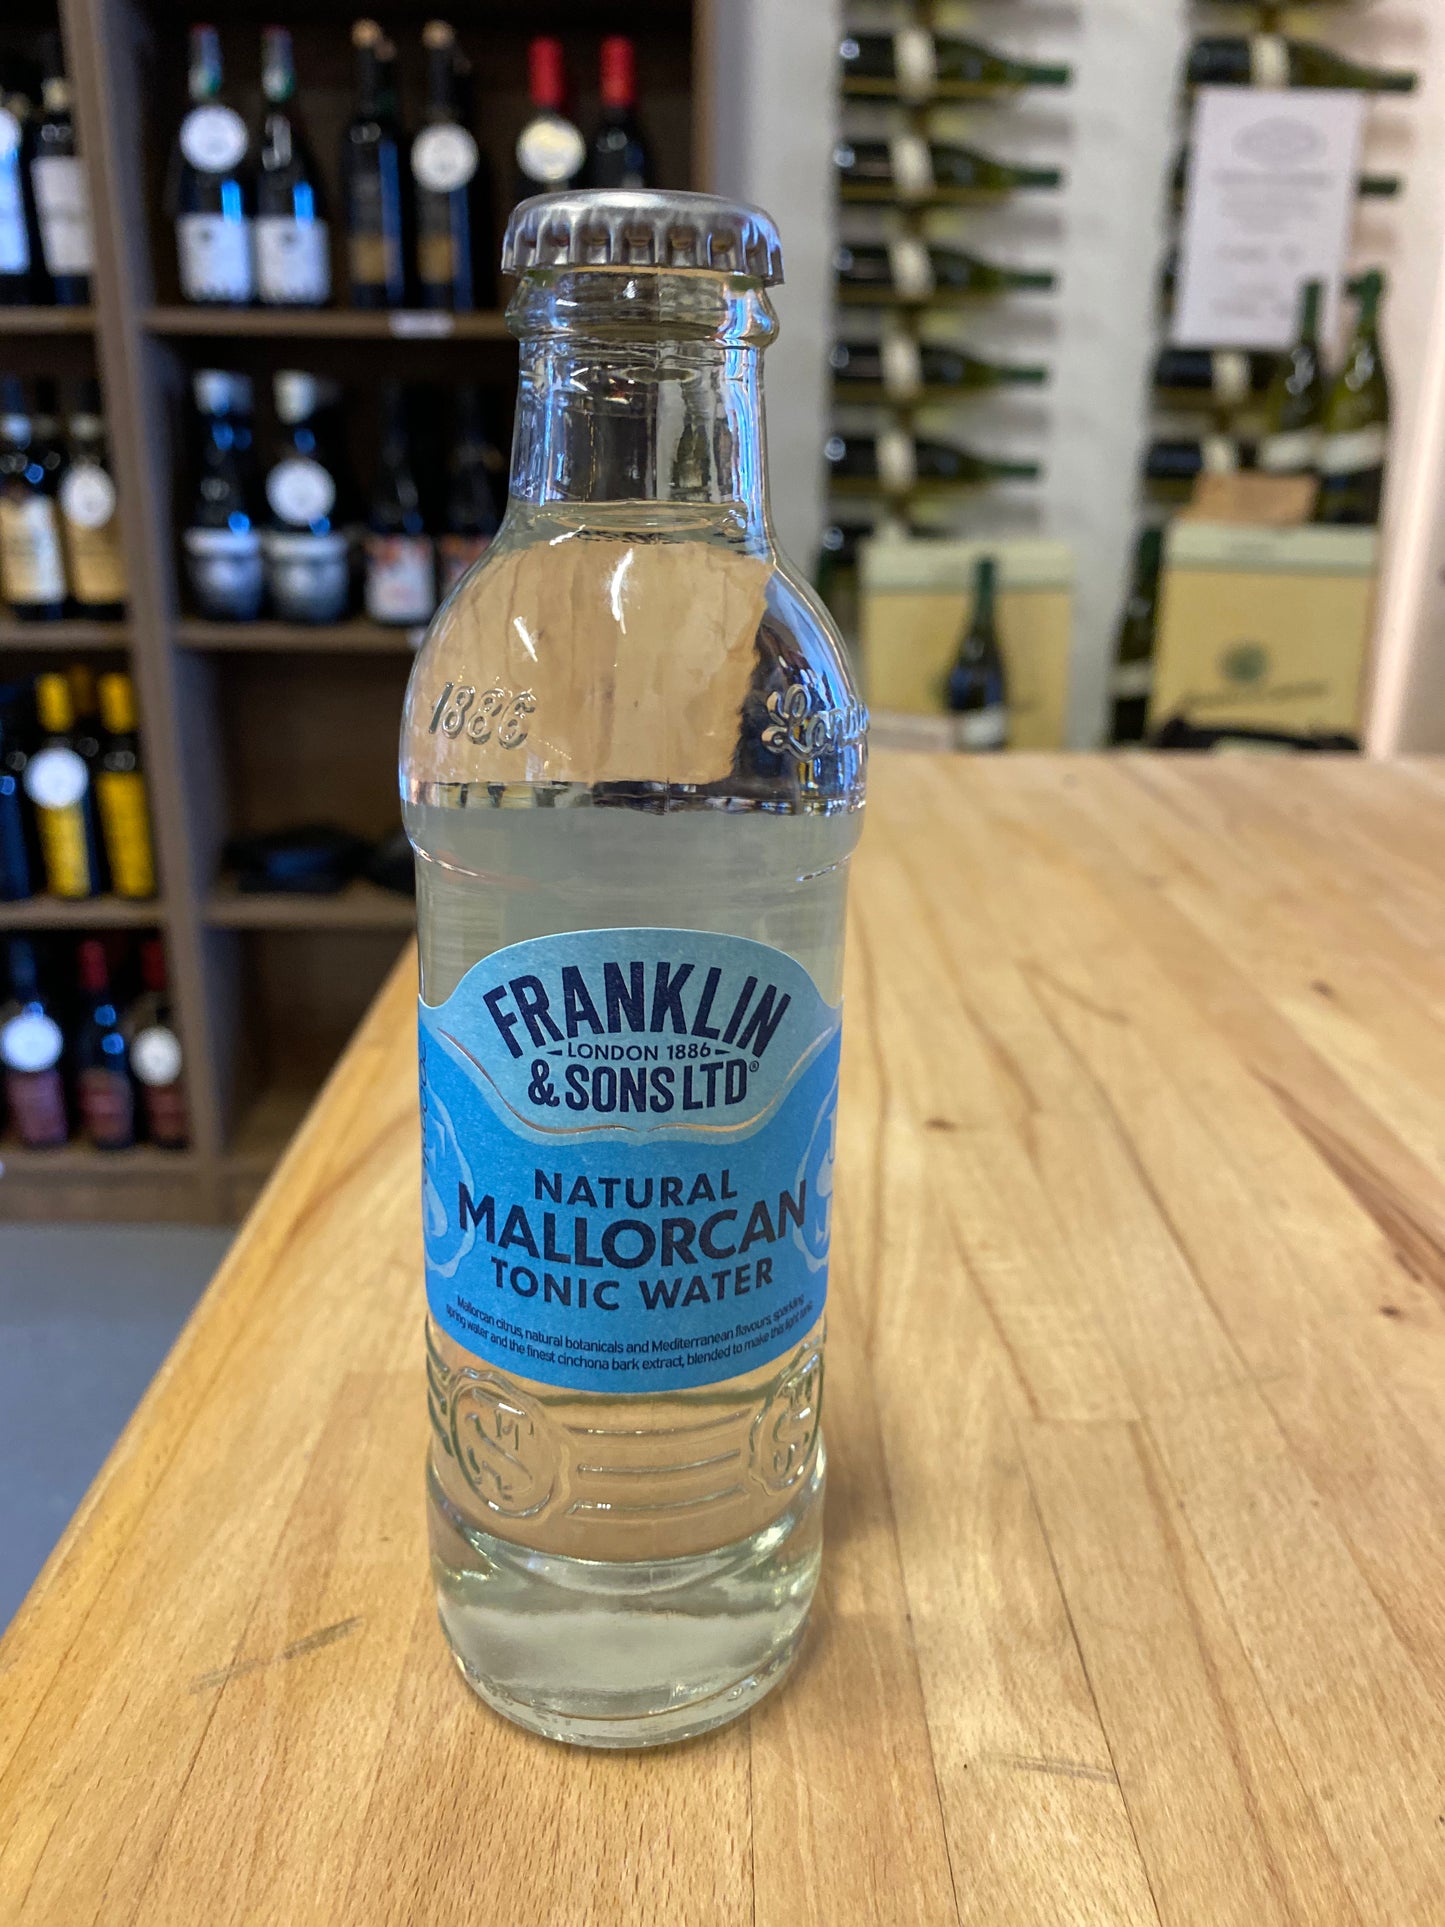 1886
London
FRANKLIN
LONDON 1886
& SONS LTD®
NATURAL
MALLORCAN
TONIC WATER
Mallorcan citrus, natural botanicals and Mediterranean flavours, sparkling
spring water and the finest cinchona bark extract, blended to make this light tonic